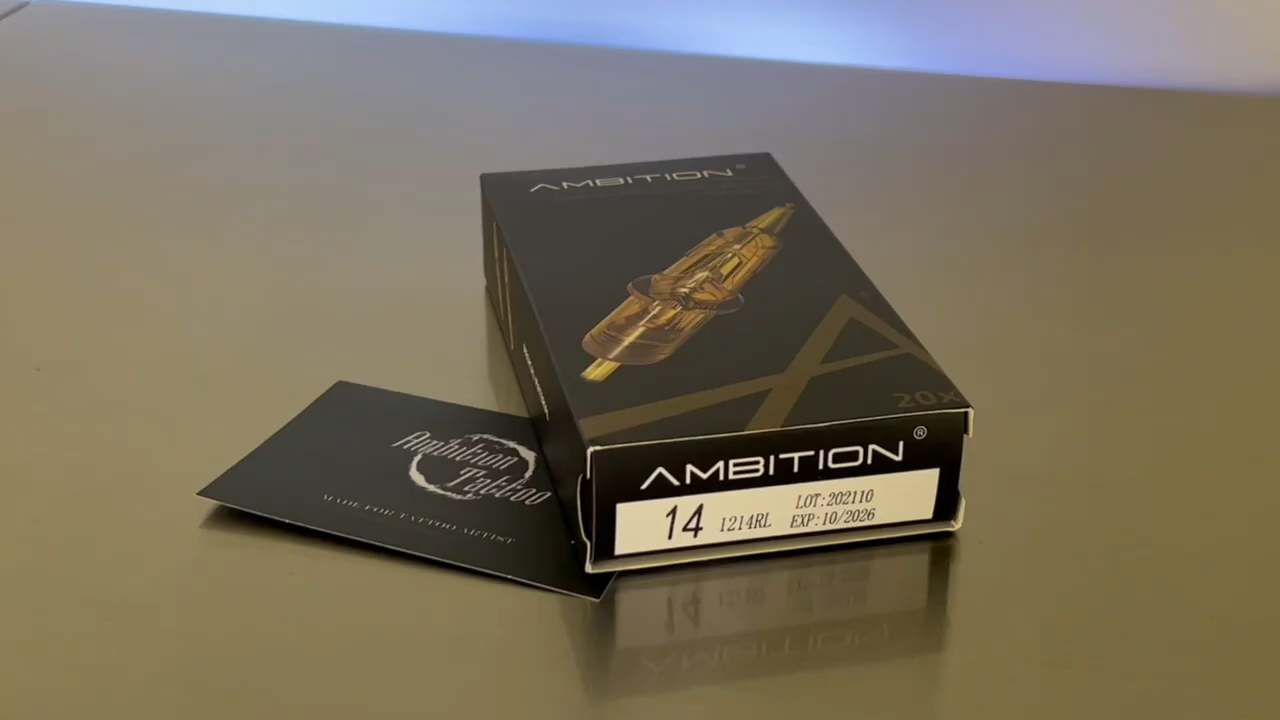 AMBITION®
20x
AMBITION®
14 1214RL
LOT:202110
EXP:10/2026
Ambition
Tattoo
MADE FOR TATTOO ARTIST